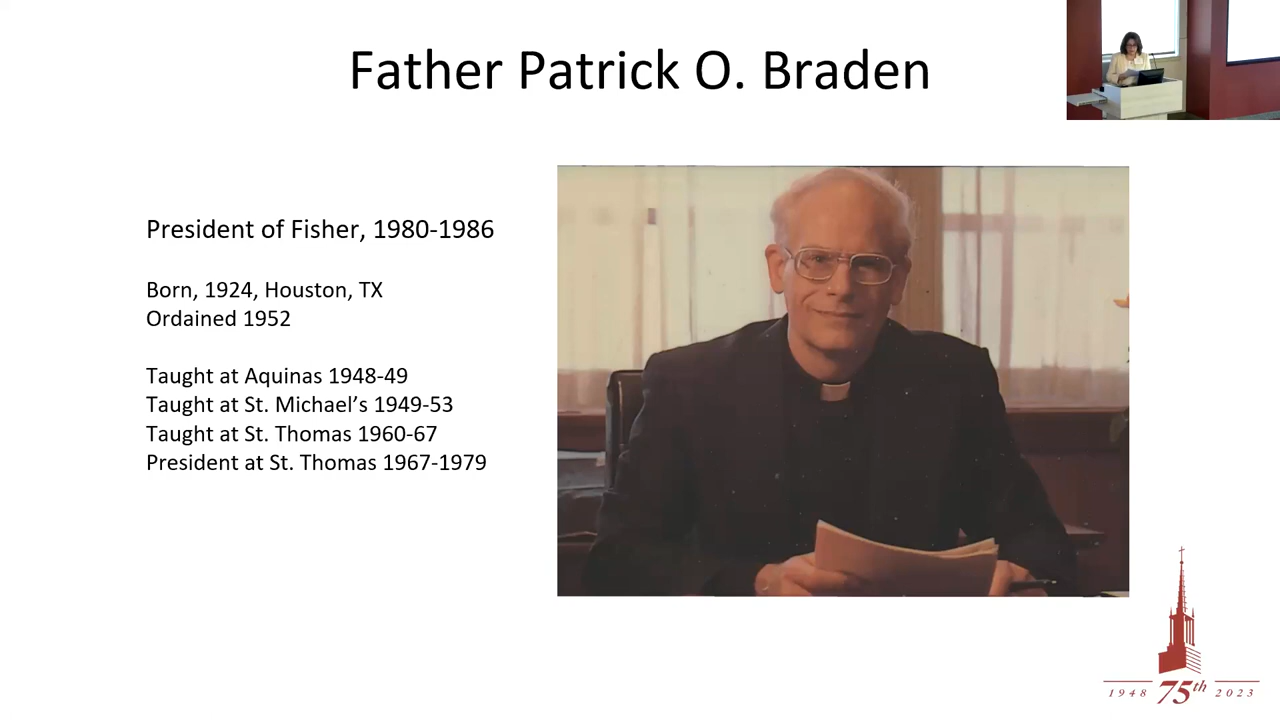 Father Patrick O. Braden
President of Fisher, 1980-1986
Born, 1924, Houston, TX
Ordained 1952
Taught at Aquinas 1948-49
Taught at St. Michael’s 1949-53
Taught at St. Thomas 1960-67
President at St. Thomas 1967-1979
1948 75th 2023